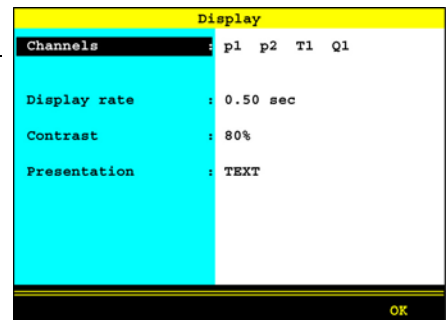 Display
Channels : p1 p2 T1 Q1
Display rate : 0.50 sec
Contrast : 80%
Presentation : TEXT
OK